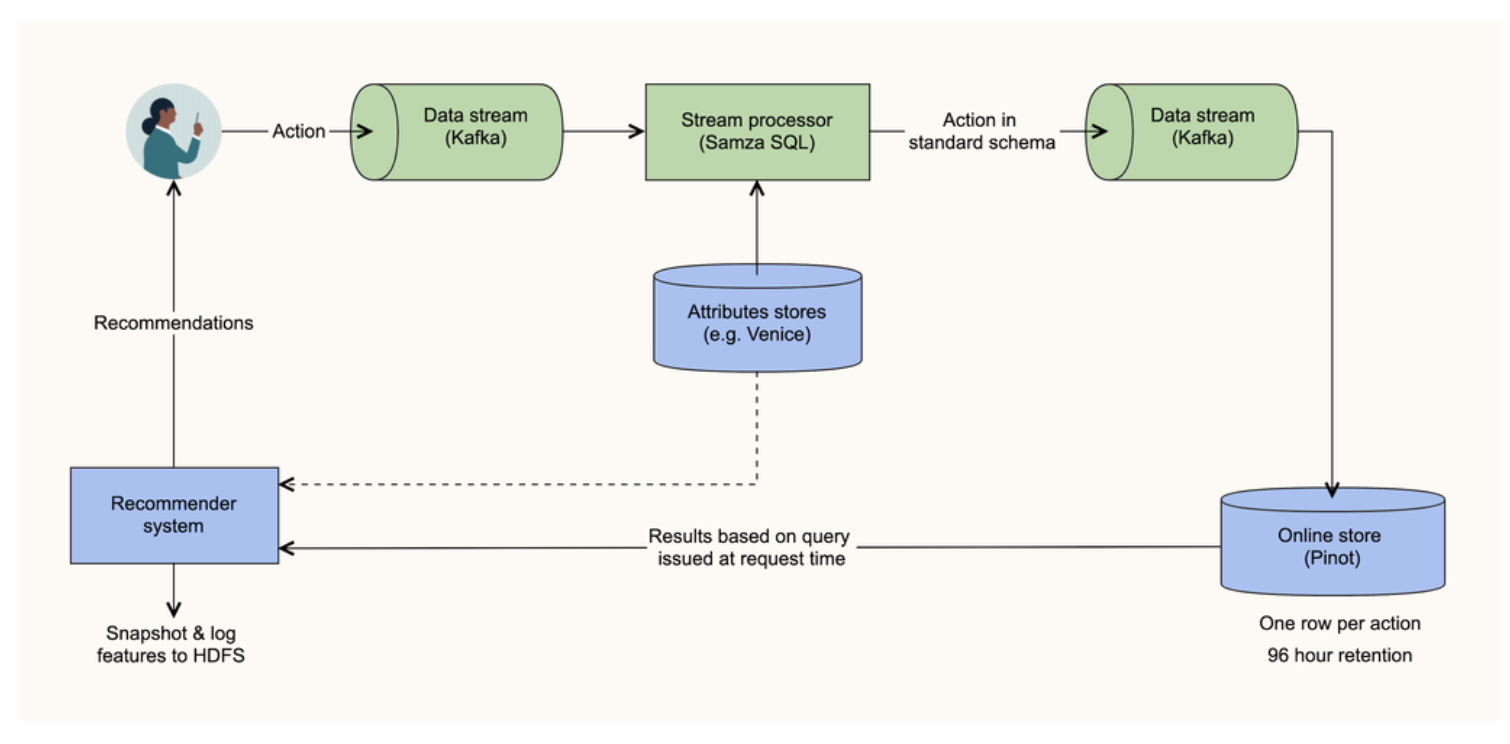 Action
Data stream
(Kafka)
Stream processor
(Samza SQL)
Action in
standard schema
Data stream
(Kafka)
Attributes stores
(e.g. Venice)
Recommendations
Recommender
system
Results based on query
issued at request time
Online store
(Pinot)
One row per action
96 hour retention
Snapshot & log
features to HDFS